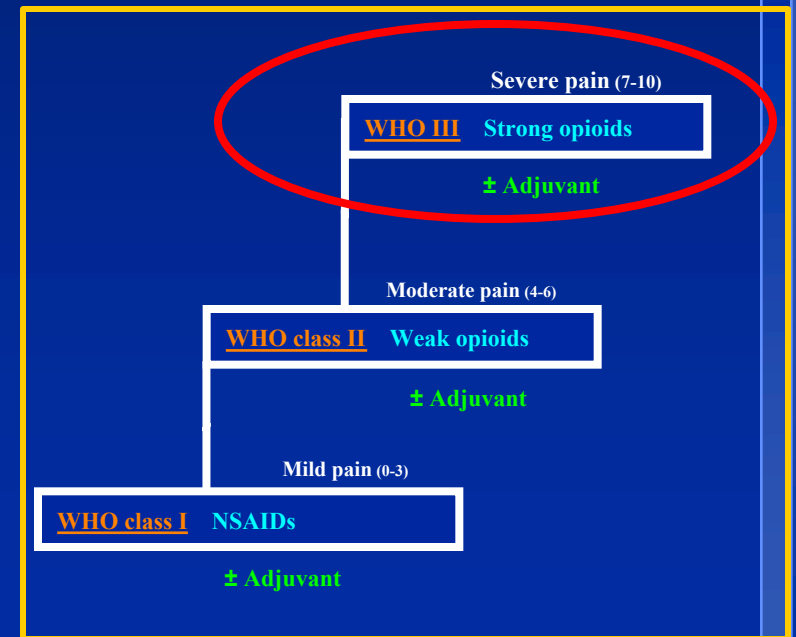 Severe pain (7-10)
WHO III Strong opioids
± Adjuvant
Moderate pain (4-6)
WHO class II Weak opioids
± Adjuvant
Mild pain (0-3)
WHO class I NSAIDs
± Adjuvant